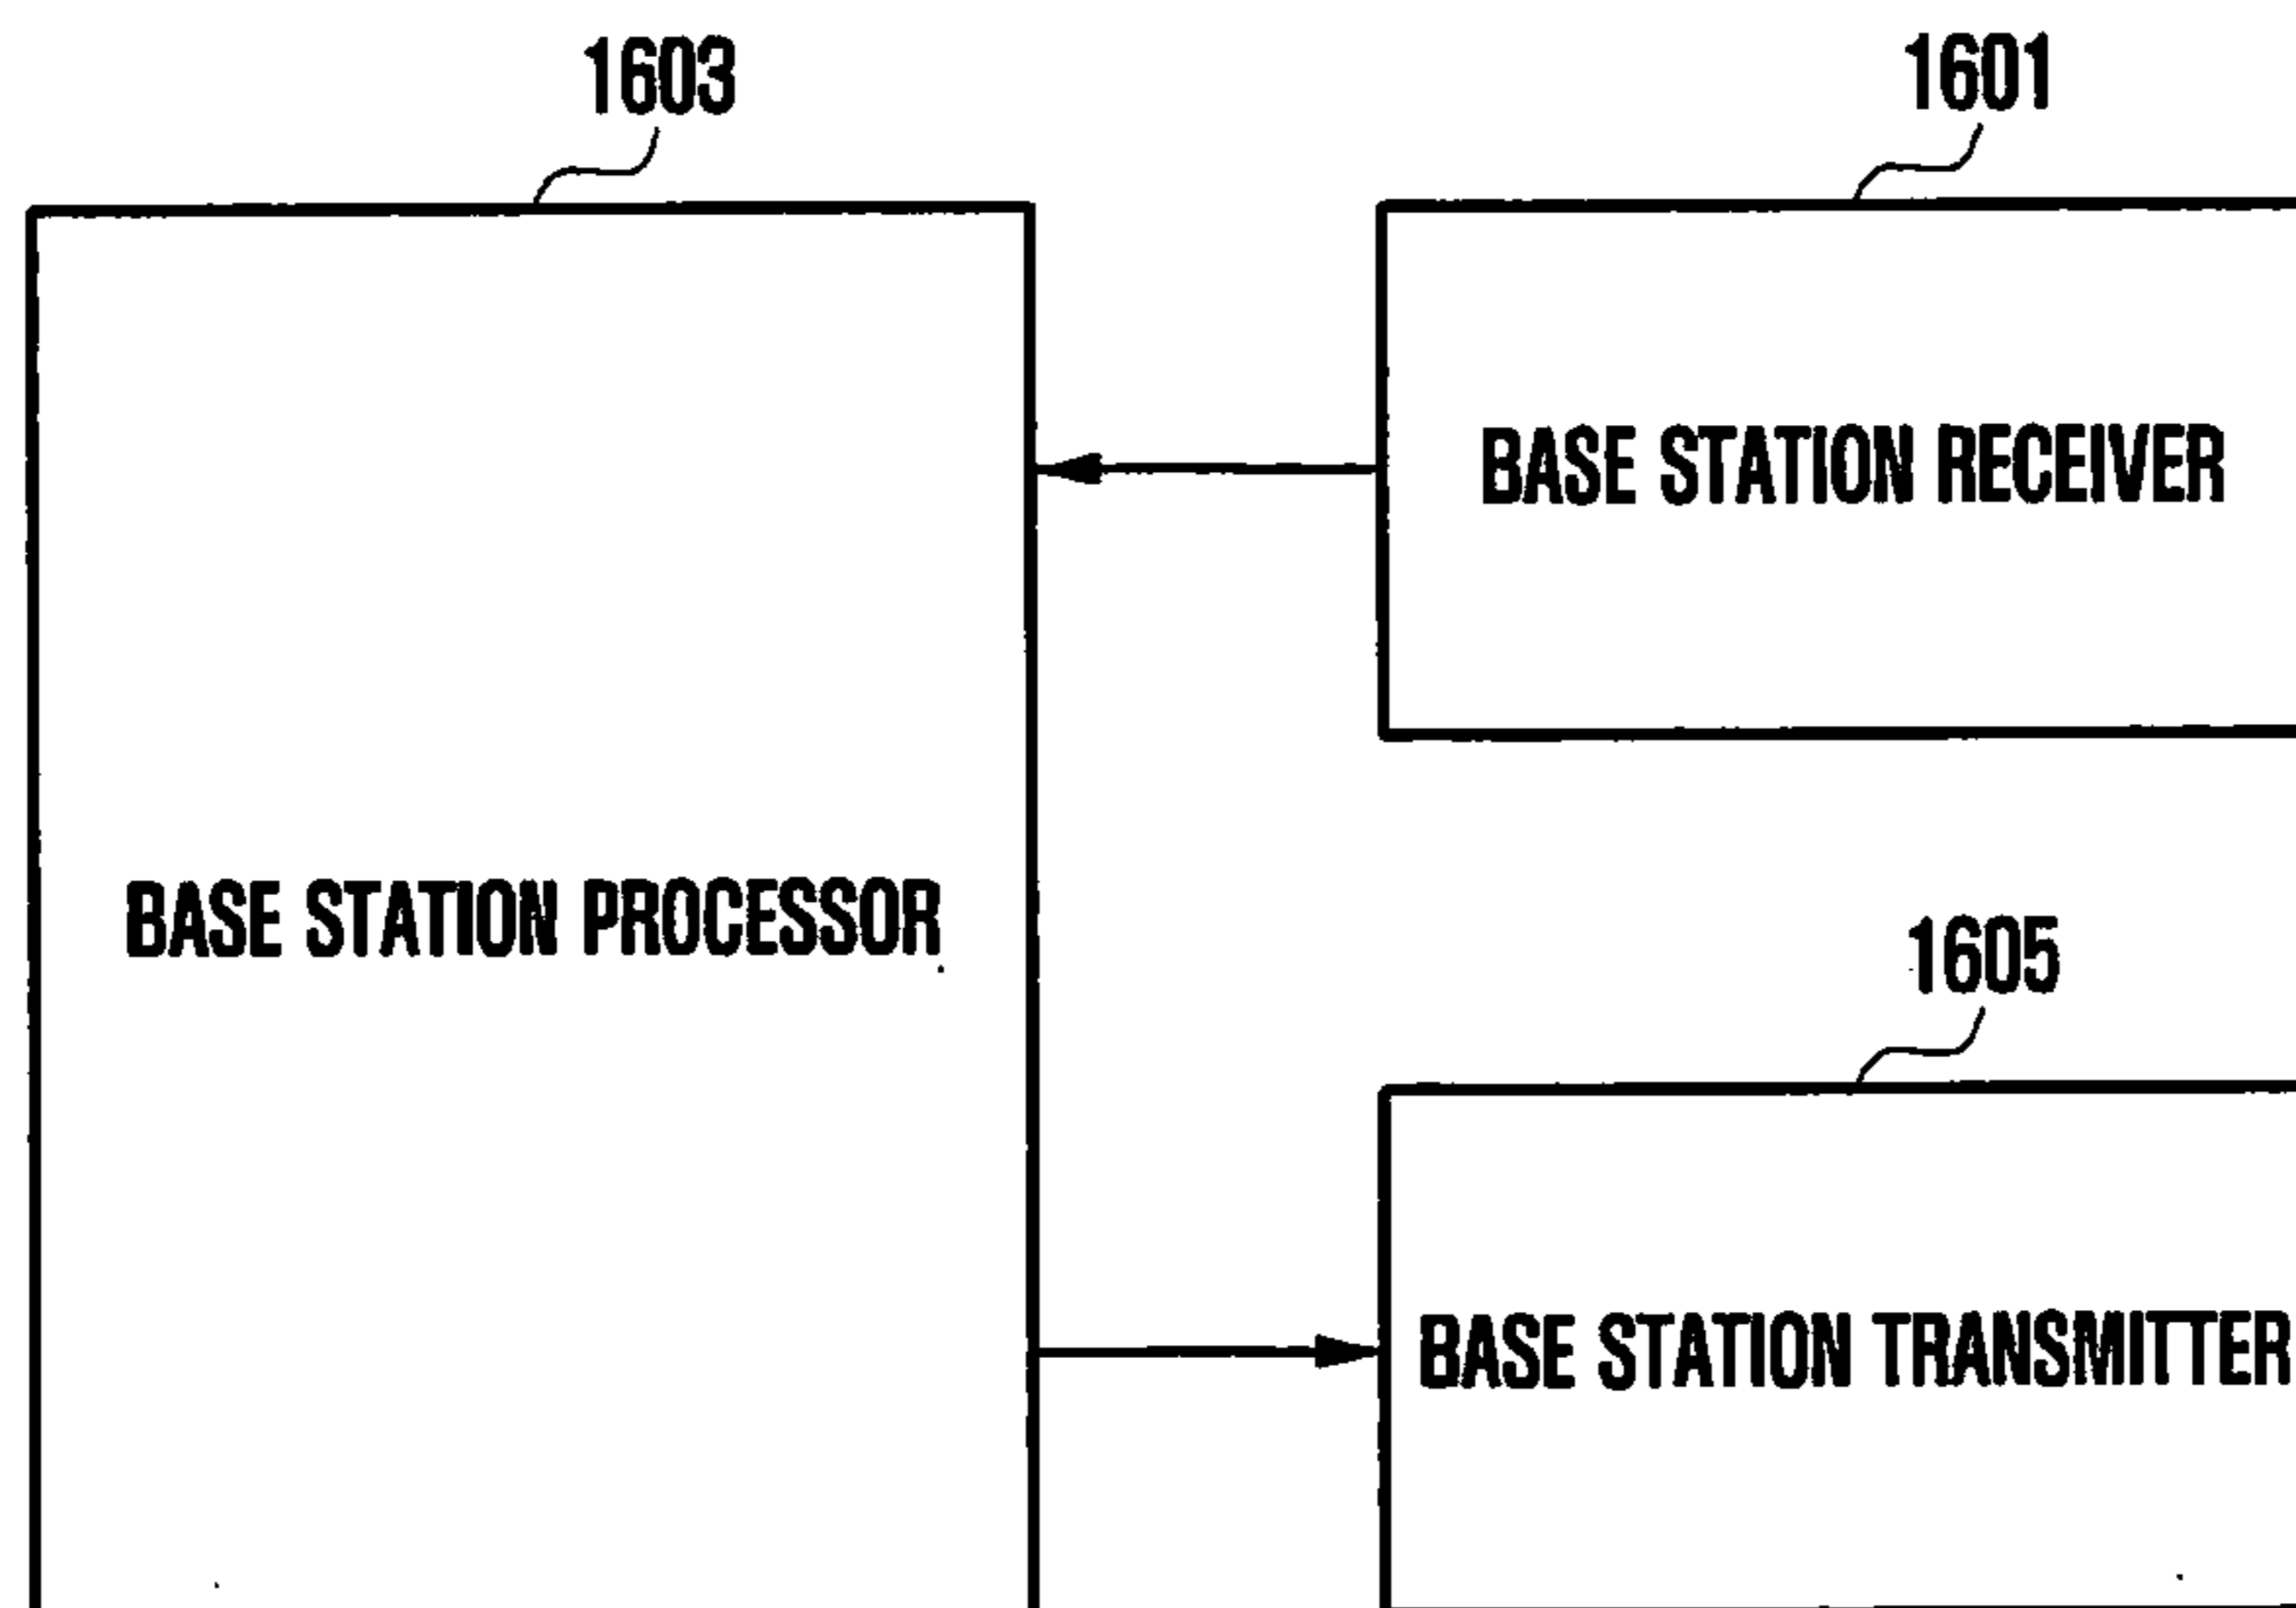 1603
1601
BASE STATION RECEIVER
BASE STATION PROCESSOR
1605
BASE STATION TRANSMITTER